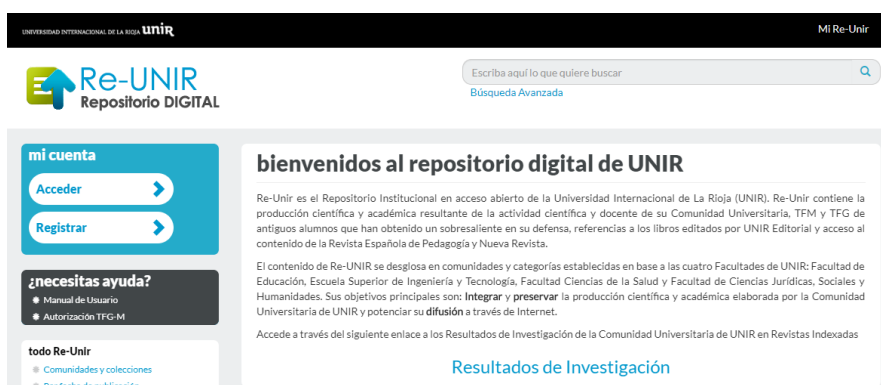 UNIVERSIDAD INTERNACIONAL DE LA RIOJA unir
Mi Re-Unir
Re-UNIR
Repositorio DIGITAL
Escriba aquí lo que quiere buscar
Búsqueda Avanzada
mi cuenta
Acceder
Registrar
¿necesitas ayuda?
Manual de Usuario
Autorización TFG-M
todo Re-Unir
Comunidades y colecciones
bienvenidos al repositorio digital de UNIR
Re-Unir es el Repositorio Institucional en acceso abierto de la Universidad Internacional de La Rioja (UNIR). Re-Unir contiene la
producción científica y académica resultante de la actividad científica y docente de su Comunidad Universitaria, TFM y TFG de
antiguos alumnos que han obtenido un sobresaliente en su defensa, referencias a los libros editados por UNIR Editorial y acceso al
contenido de la Revista Española de Pedagogía y Nueva Revista.
El contenido de Re-UNIR se desglosa en comunidades y categorías establecidas en base a las cuatro Facultades de UNIR: Facultad de
Educación, Escuela Superior de Ingeniería y Tecnología, Facultad Ciencias de la Salud y Facultad de Ciencias Jurídicas, Sociales y
Humanidades. Sus objetivos principales son: Integrar y preservar la producción científica y académica elaborada por la Comunidad
Universitaria de UNIR y potenciar su difusión a través de Internet.
Accede a través del siguiente enlace a los Resultados de Investigación de la Comunidad Universitaria de UNIR en Revistas Indexadas
Resultados de Investigación